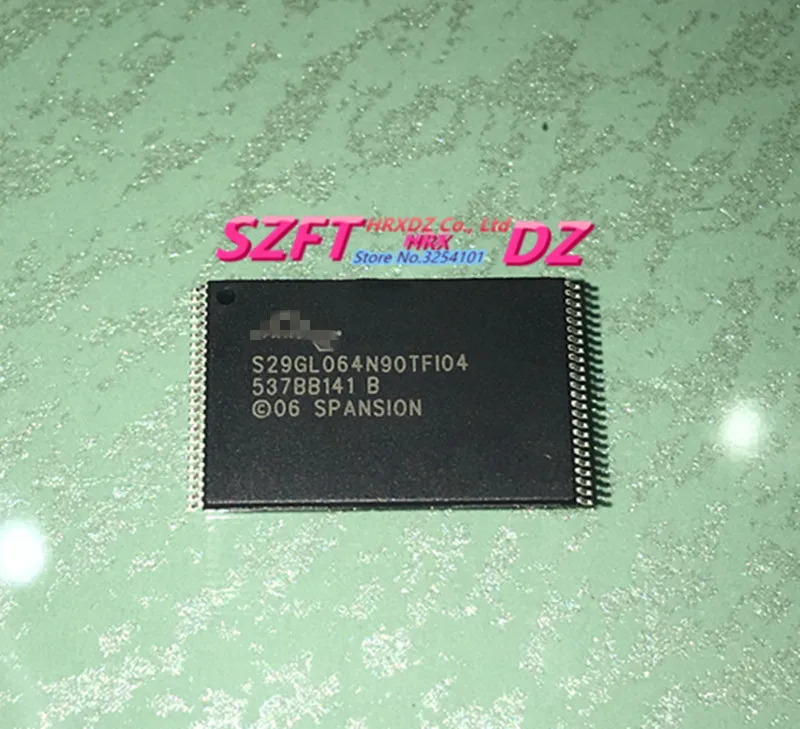 SZFT HRXDZ Co., Ltd DZ
HRX
Store No.3254101
S29GL064N90TFI04
537BB141 B
©06 SPANSION